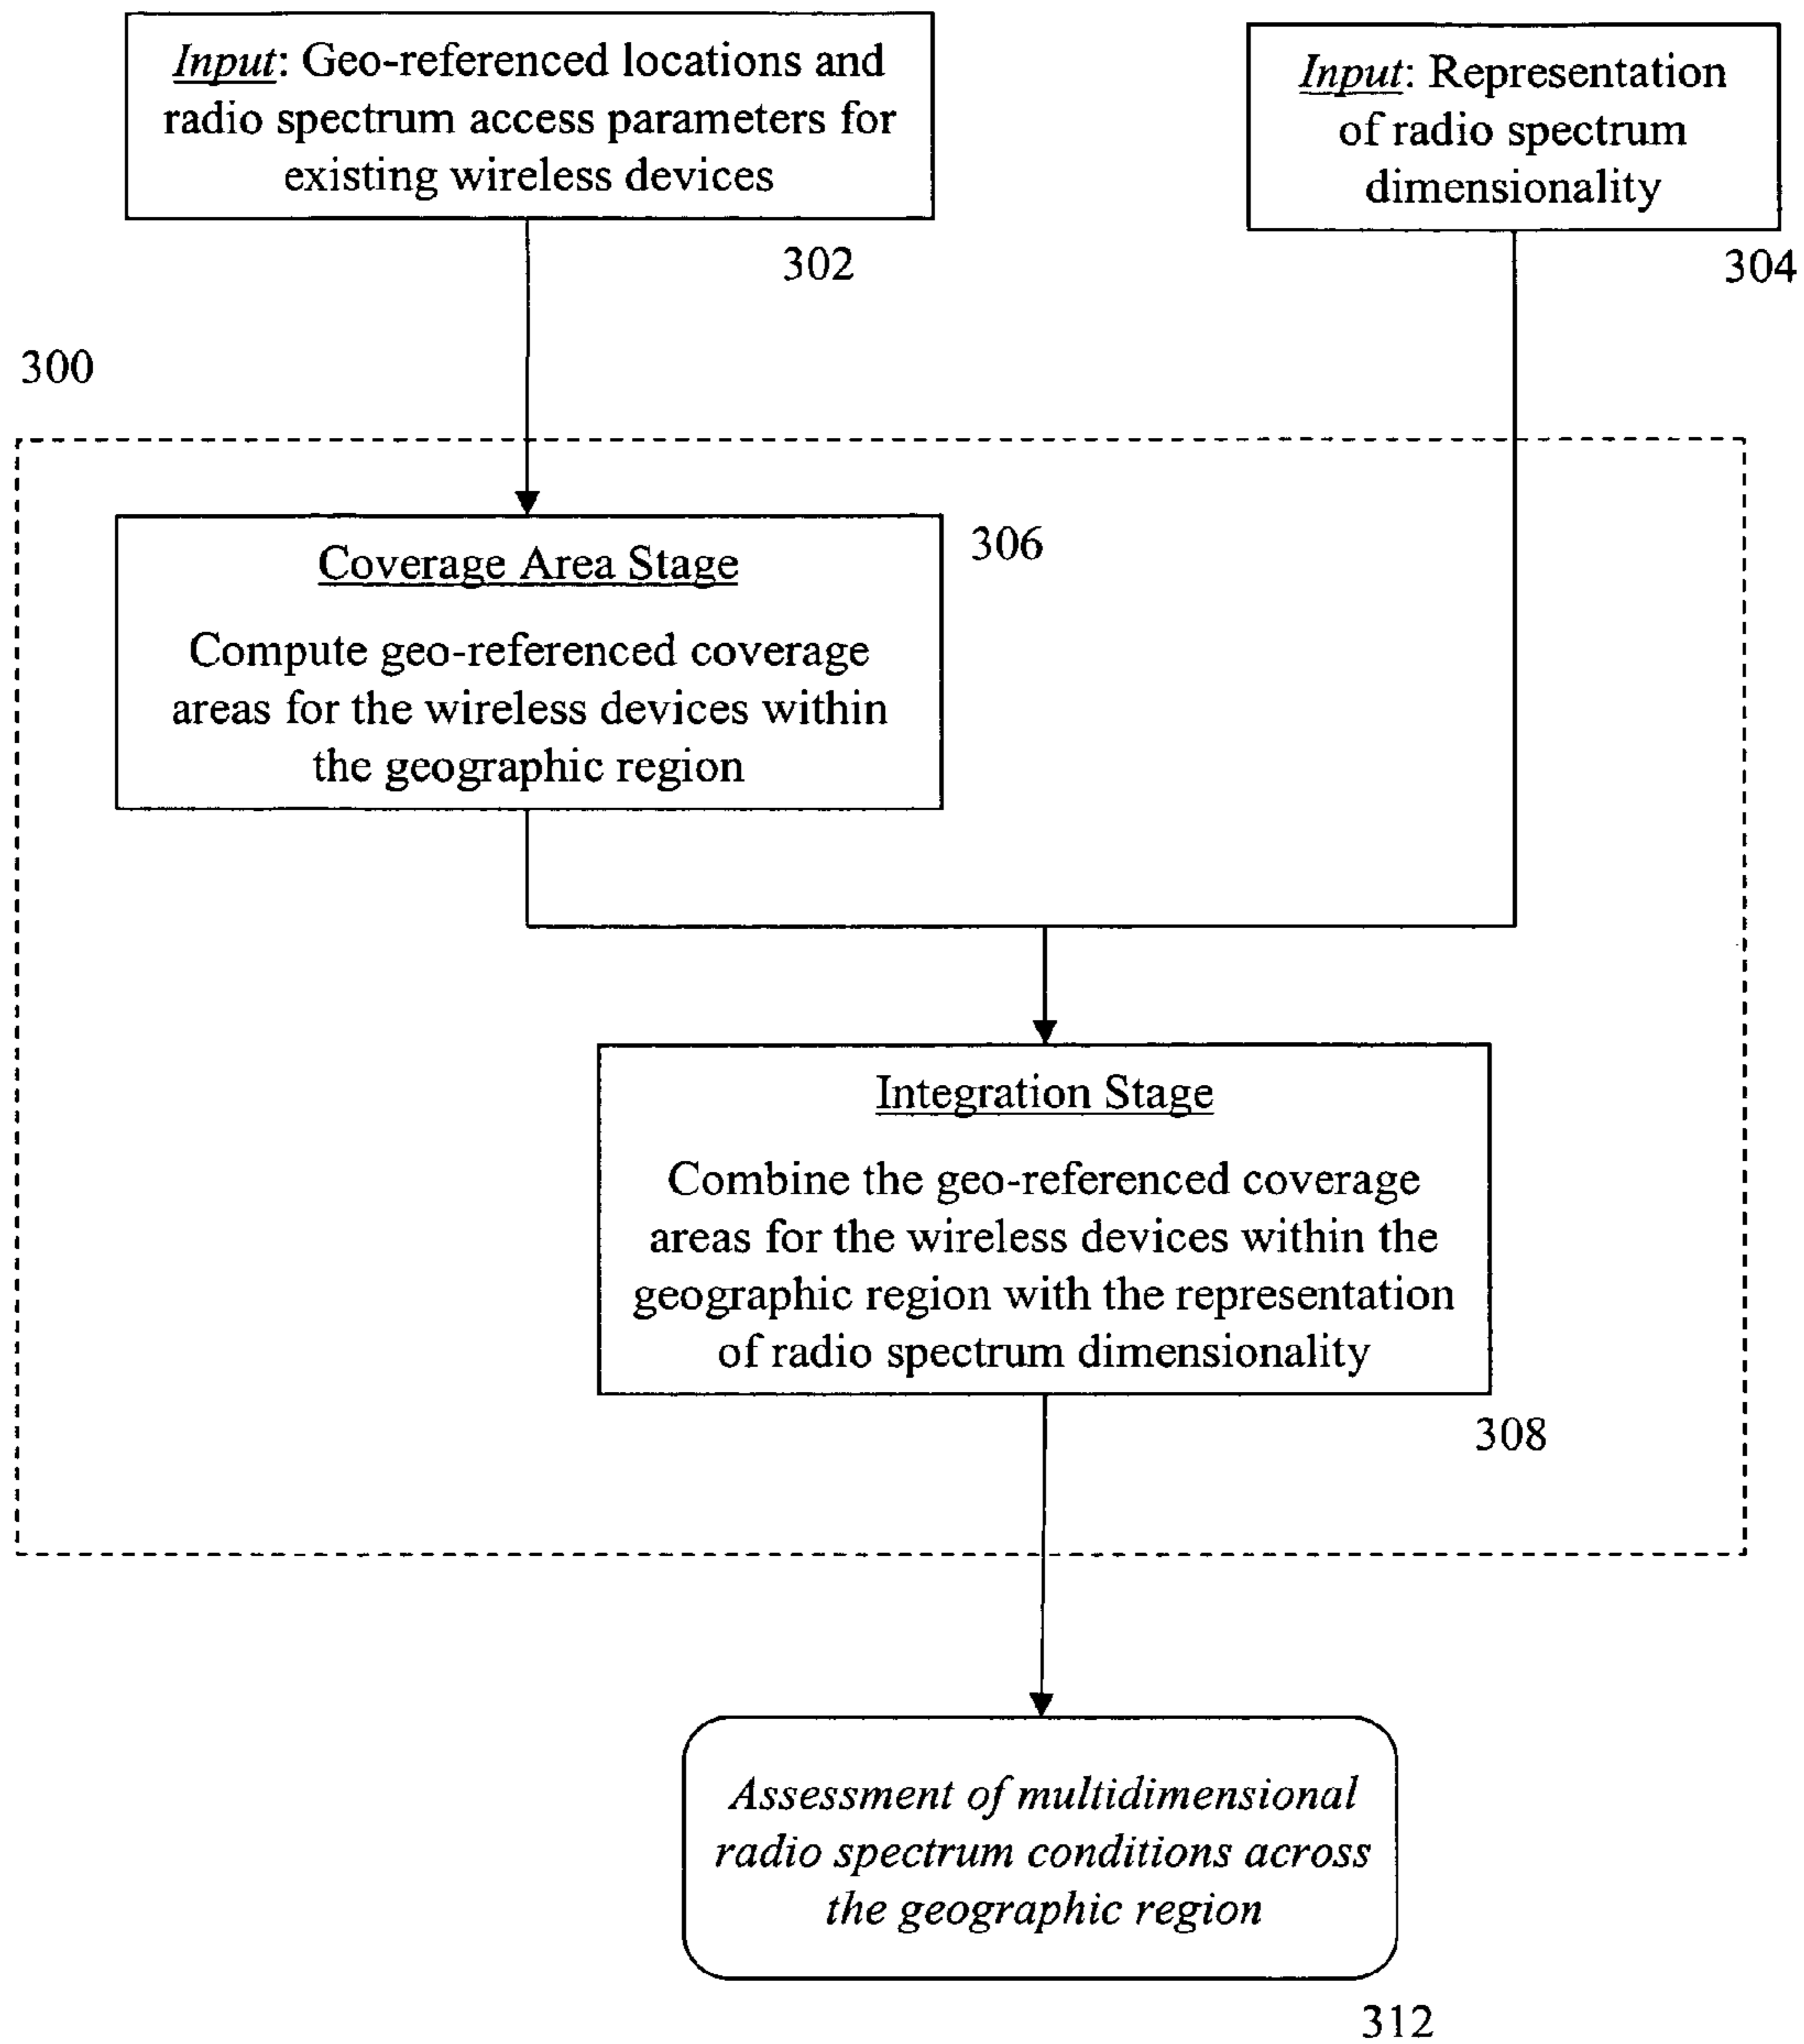 Input: Geo-referenced locations and
radio spectrum access parameters for
existing wireless devices
302
Input: Representation
of radio spectrum
dimensionality
304
300
Coverage Area Stage
Compute geo-referenced coverage
areas for the wireless devices within
the geographic region
306
Integration Stage
Combine the geo-referenced coverage
areas for the wireless devices within the
geographic region with the representation
of radio spectrum dimensionality
308
Assessment of multidimensional
radio spectrum conditions across
the geographic region
312